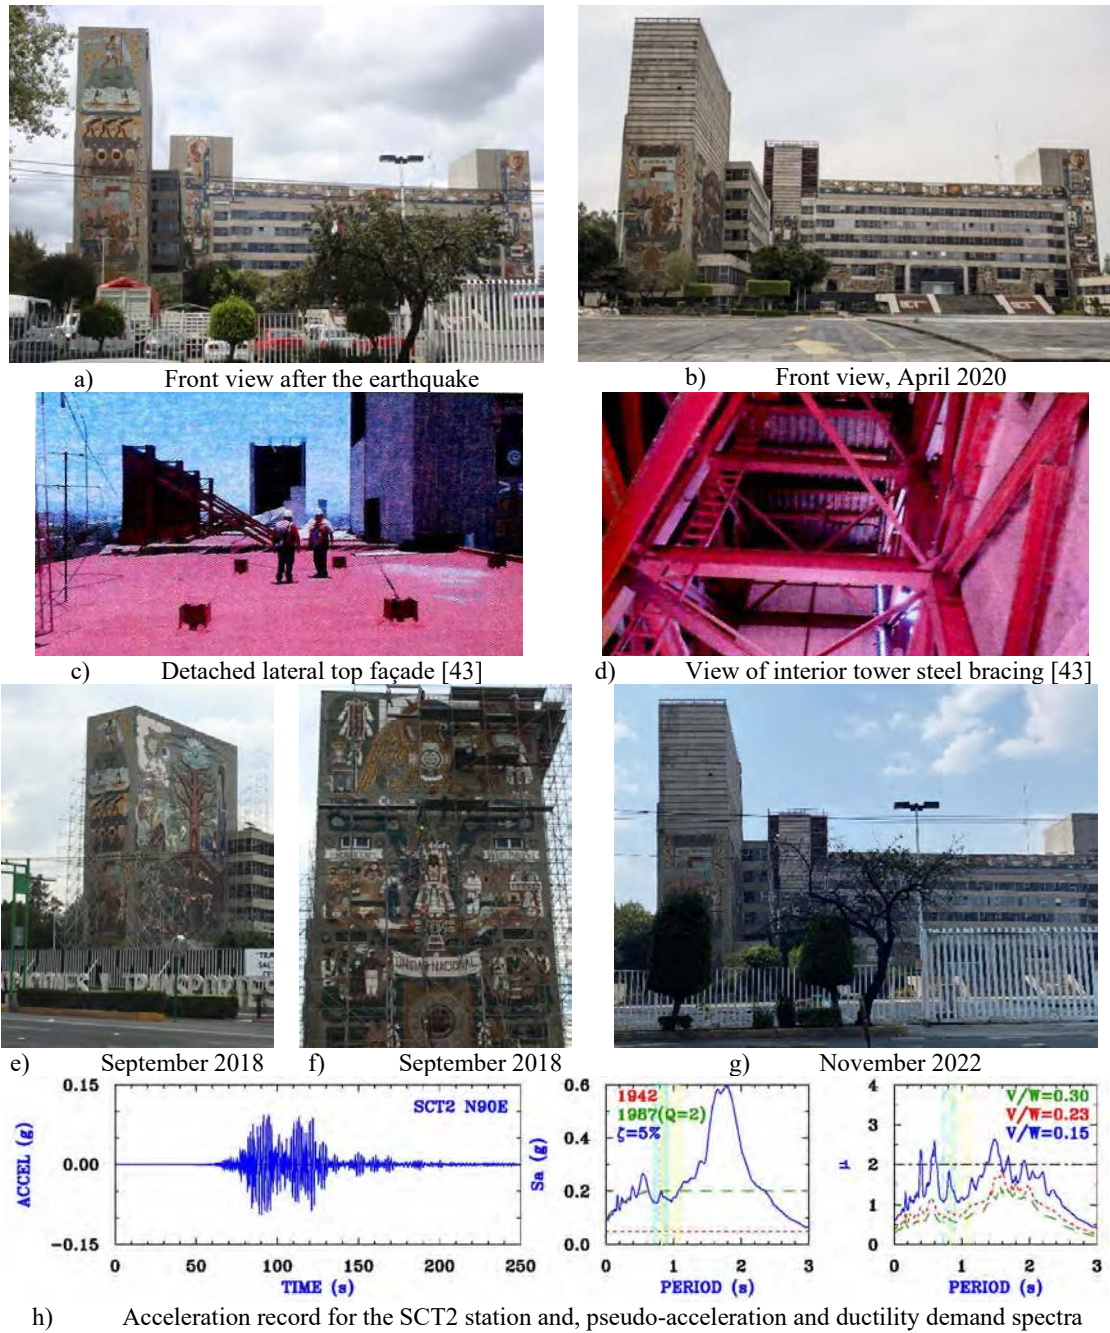 a) Front view after the earthquake
b) Front view, April 2020
c) Detached lateral top façade [43]
d) View of interior tower steel bracing [43]
UNIDAD NACIONAL
e) September 2018
f) September 2018
g) November 2022
0.15
0.00
-0.15
ACCEL (g)
SCT2 N90E
0 50 100 150 200 250
TIME (s)
0.6
0.4
0.2
0.0
Sa (g)
1942
1987(Q=2)
ζ=5%
0 1 2 3
PERIOD (s)
4
3
2
1
0
μ
V/W=0.30
V/W=0.23
V/W=0.15
0 1 2 3
PERIOD (s)
h) Acceleration record for the SCT2 station and, pseudo-acceleration and ductility demand spectra